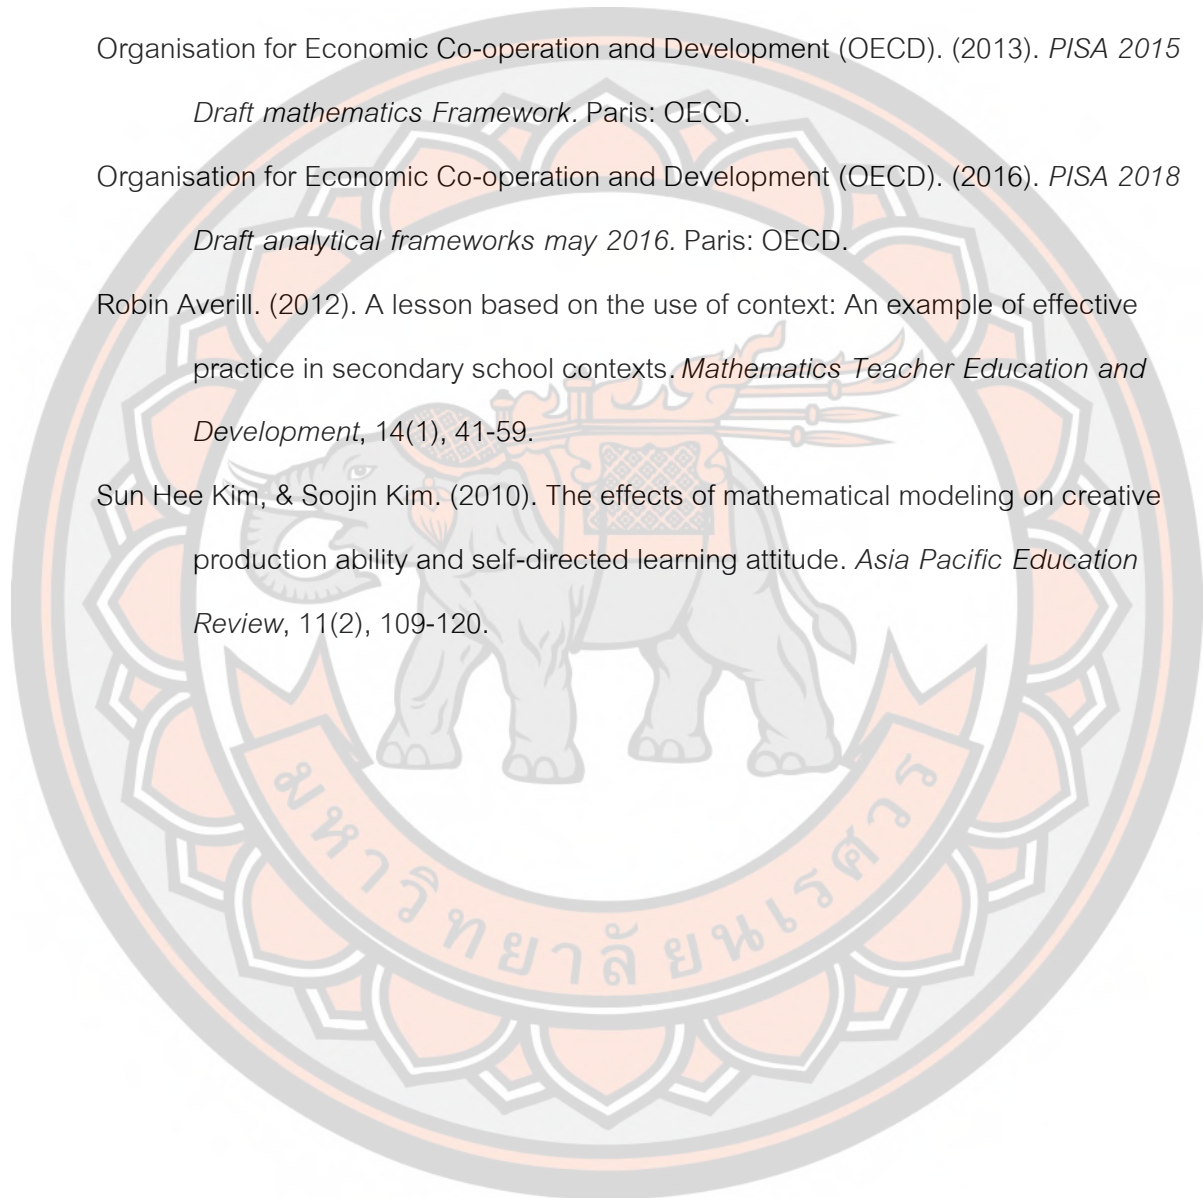 Organisation for Economic Co-operation and Development (OECD). (2013). PISA 2015
Draft mathematics Framework. Paris: OECD.
Organisation for Economic Co-operation and Development (OECD). (2016). PISA 2018
Draft analytical frameworks may 2016. Paris: OECD.
Robin Averill. (2012). A lesson based on the use of context: An example of effective
practice in secondary school contexts. Mathematics Teacher Education and
Development, 14(1), 41-59.
Sun Hee Kim, & Soojin Kim. (2010). The effects of mathematical modeling on creative
production ability and self-directed learning attitude. Asia Pacific Education
Review, 11(2), 109-120.
มหาวิทยาลัยนเรศวร